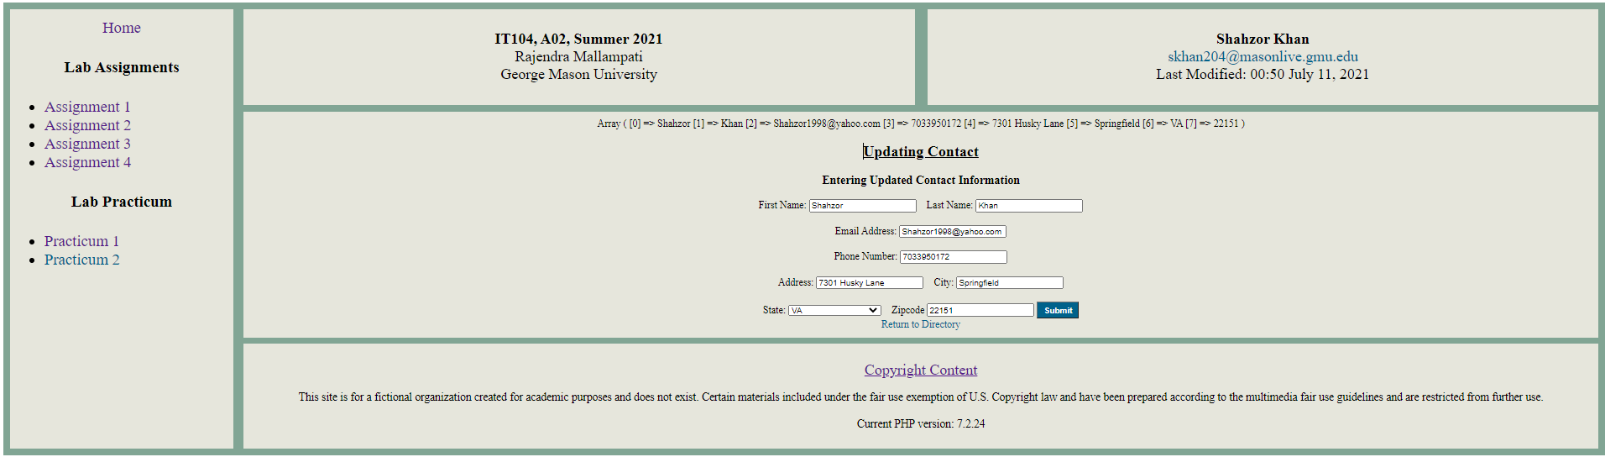 Home
Lab Assignments
Assignment 1
Assignment 2
Assignment 3
Assignment 4
Lab Practicum
Practicum 1
Practicum 2
IT104, A02, Summer 2021
Rajendra Mallampati
George Mason University
Shahzor Khan
skhan204@masonlive.gmu.edu
Last Modified: 00:50 July 11, 2021
Array ( [0] => Shahzor [1] => Khan [2] => Shahzor1998@yahoo.com [3] => 7033950172 [4] => 7301 Husky Lane [5] => Springfield [6] => VA [7] => 22151 )
Updating Contact
Entering Updated Contact Information
First Name: Shahzor Last Name: Khan
Email Address: Shahzor1998@yahoo.com
Phone Number: 7033950172
Address: 7301 Husky Lane City: Springfield
State: VA Zipcode 22151 Submit
Return to Directory
Copyright Content
This site is for a fictional organization created for academic purposes and does not exist. Certain materials included under the fair use exemption of U.S. Copyright law and have been prepared according to the multimedia fair use guidelines and are restricted from further use.
Current PHP version: 7.2.24